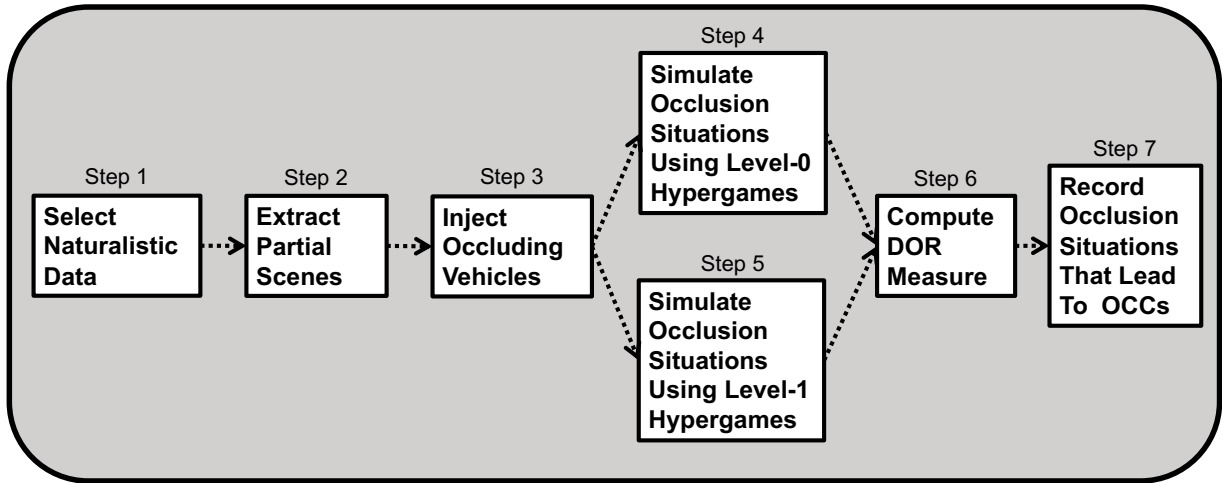 Step 1
Select
Naturalistic
Data
Step 2
Extract
Partial
Scenes
Step 3
Inject
Occluding
Vehicles
Step 4
Simulate
Occlusion
Situations
Using Level-0
Hypergames
Step 5
Simulate
Occlusion
Situations
Using Level-1
Hypergames
Step 6
Compute
DOR
Measure
Step 7
Record
Occlusion
Situations
That Lead
To OCCs